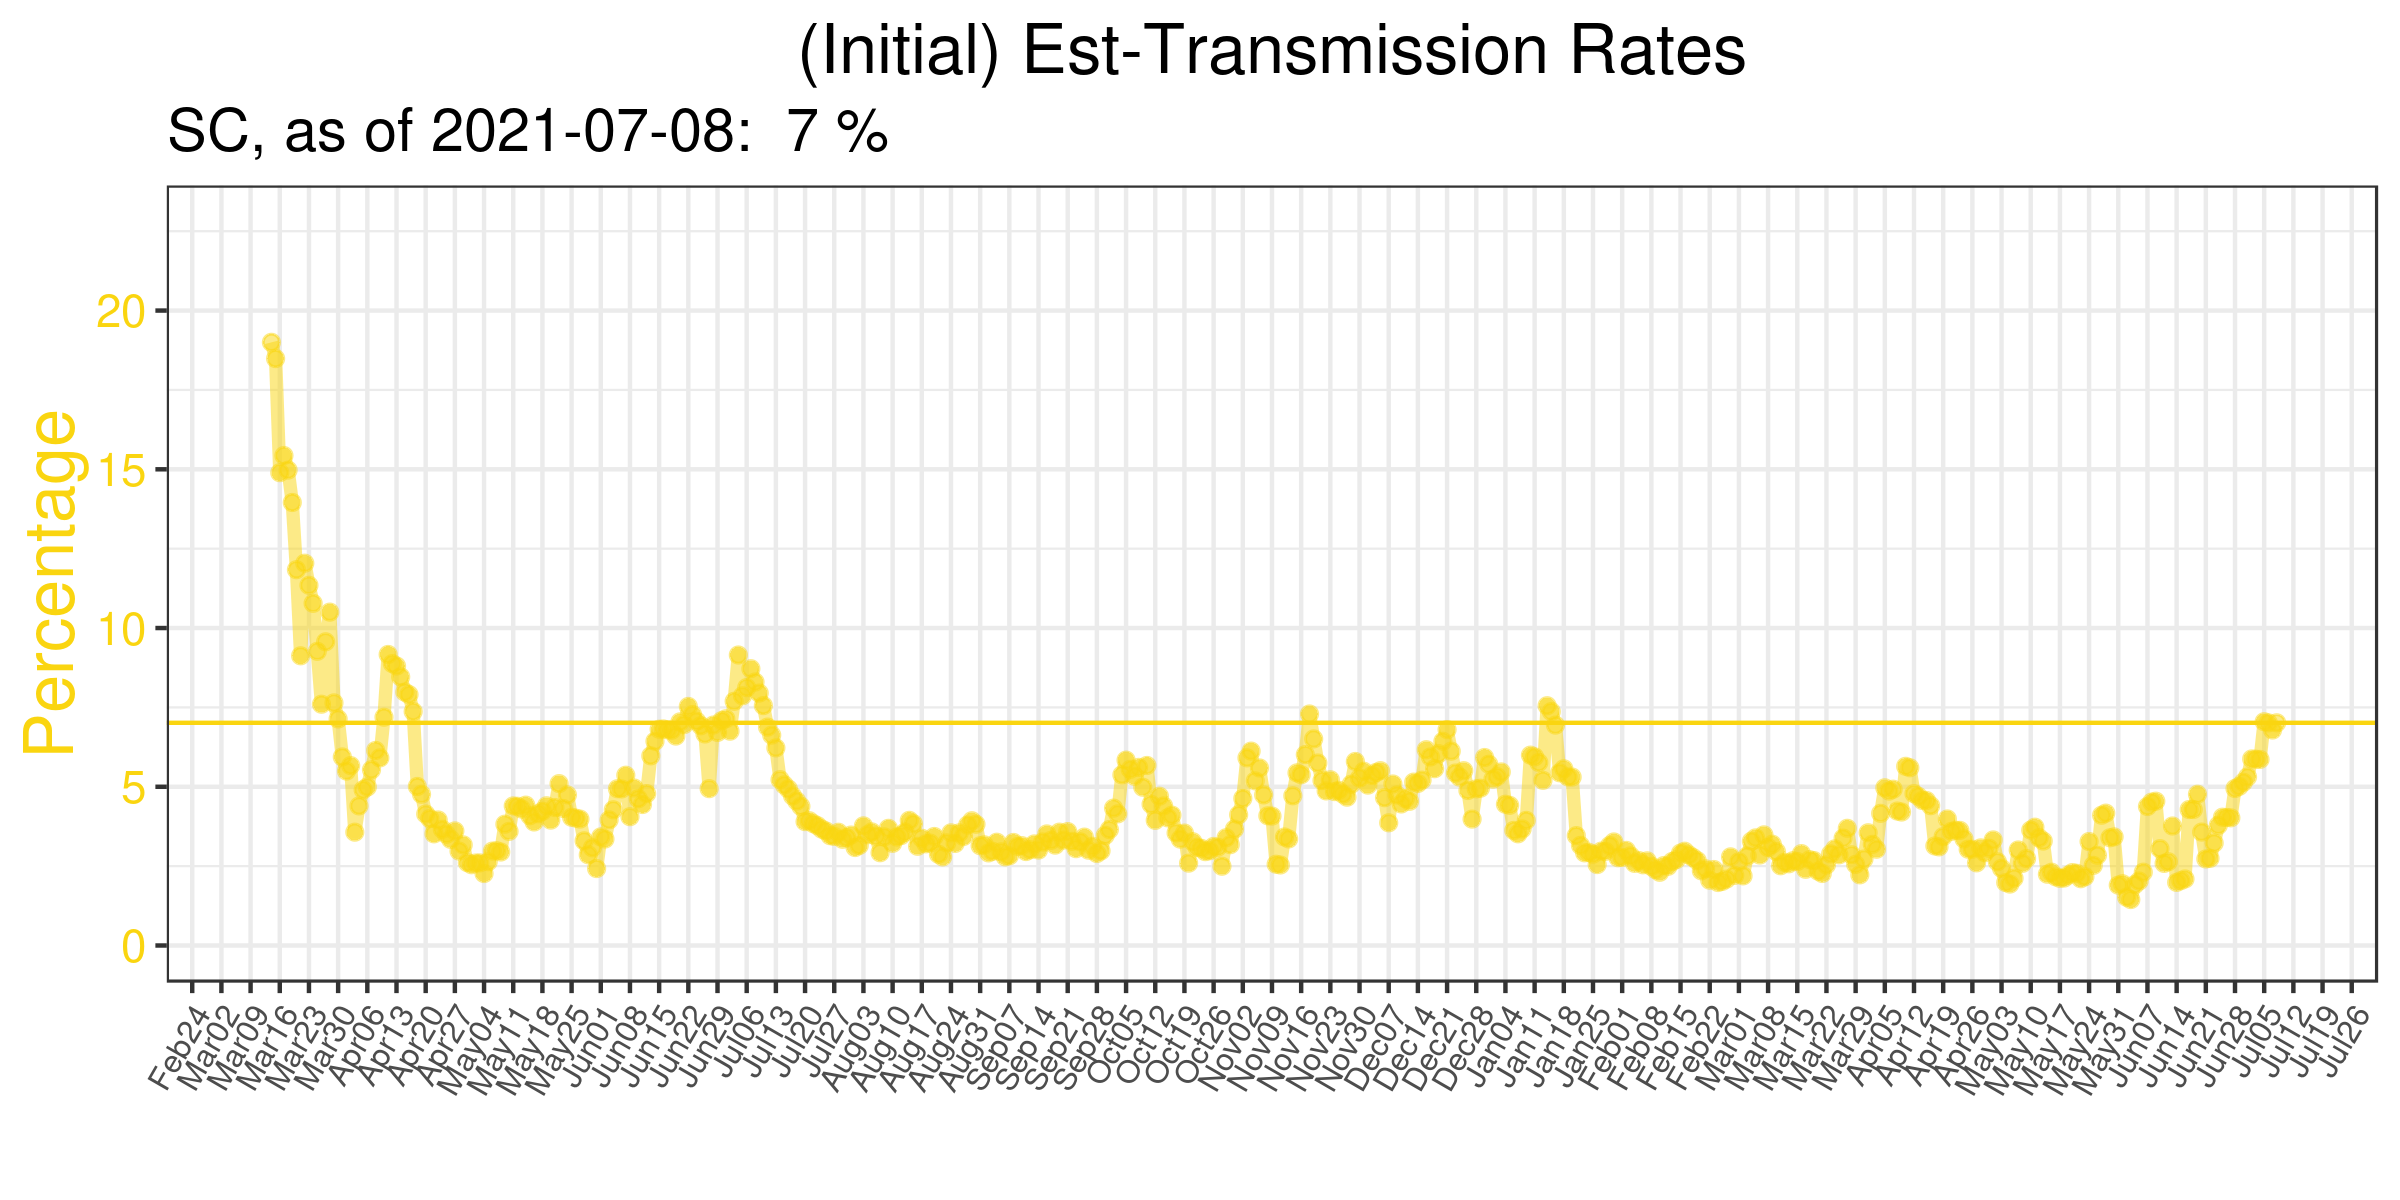 (Initial) Est-Transmission Rates
SC, as of 2021-07-08:  7 %
Percentage
20
15
10
5
0
Feb24
Mar02
Mar09
Mar16
Mar23
Mar30
Apr06
Apr13
Apr20
Apr27
May04
May11
May18
May25
Jun01
Jun08
Jun15
Jun22
Jun29
Jul06
Jul13
Jul20
Jul27
Aug03
Aug10
Aug17
Aug24
Aug31
Sep07
Sep14
Sep21
Sep28
Oct05
Oct12
Oct19
Oct26
Nov02
Nov09
Nov16
Nov23
Nov30
Dec07
Dec14
Dec21
Dec28
Jan04
Jan11
Jan18
Jan25
Feb01
Feb08
Feb15
Feb22
Mar01
Mar08
Mar15
Mar22
Mar29
Apr05
Apr12
Apr19
Apr26
May03
May10
May17
May24
May31
Jun07
Jun14
Jun21
Jun28
Jul05
Jul12
Jul19
Jul26